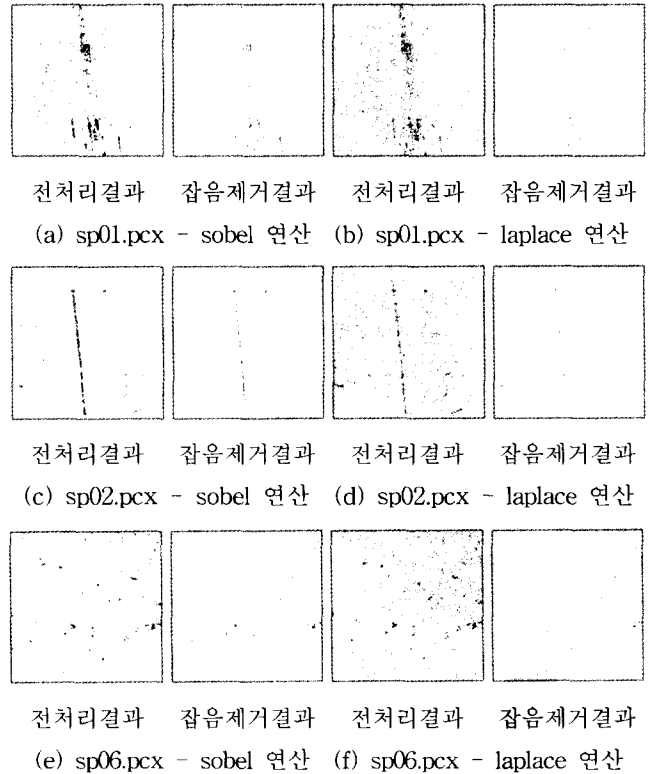 전처리결과 잡음제거결과 전처리결과 잡음제거결과
(a) sp01.pcx - sobel 연산 (b) sp01.pcx - laplace 연산
전처리결과 잡음제거결과 전처리결과 잡음제거결과
(c) sp02.pcx - sobel 연산 (d) sp02.pcx - laplace 연산
전처리결과 잡음제거결과 전처리결과 잡음제거결과
(e) sp06.pcx - sobel 연산 (f) sp06.pcx - laplace 연산